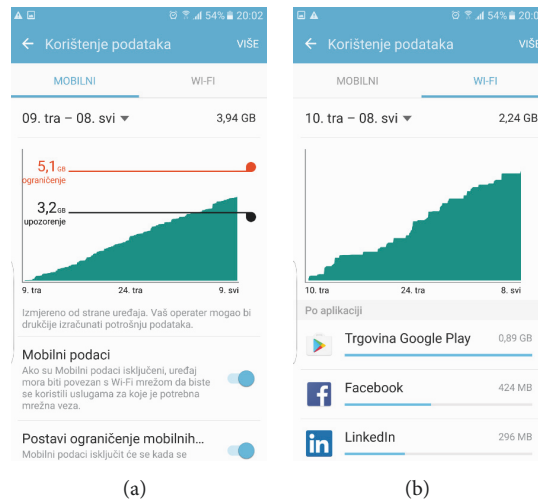 54% 20:02
Korištenje podataka VIŠE
MOBILNI WI-FI
09. tra – 08. svi 3,94 GB
5,1 GB
ograničenje
3,2 GB
upozorenje
9. tra 24. tra 9. svi
Izmjereno od strane uređaja. Vaš operater mogao bi
drukčije izračunati potrošnju podataka.
Mobilni podaci
Ako su Mobilni podaci isključeni, uređaj
mora biti povezan s Wi-Fi mrežom da biste
se koristili uslugama za koje je potrebna
mrežna veza.
Postavi ograničenje mobilnih...
Mobilni podaci isključit će se kada se
(a)
54% 20:0
Korištenje podataka VIŠE
MOBILNI WI-FI
10. tra – 08. svi 2,24 GB
10. tra 24. tra 8. svi
Po aplikaciji
Trgovina Google Play 0,89 GB
f Facebook 424 MB
in LinkedIn 296 MB
(b)